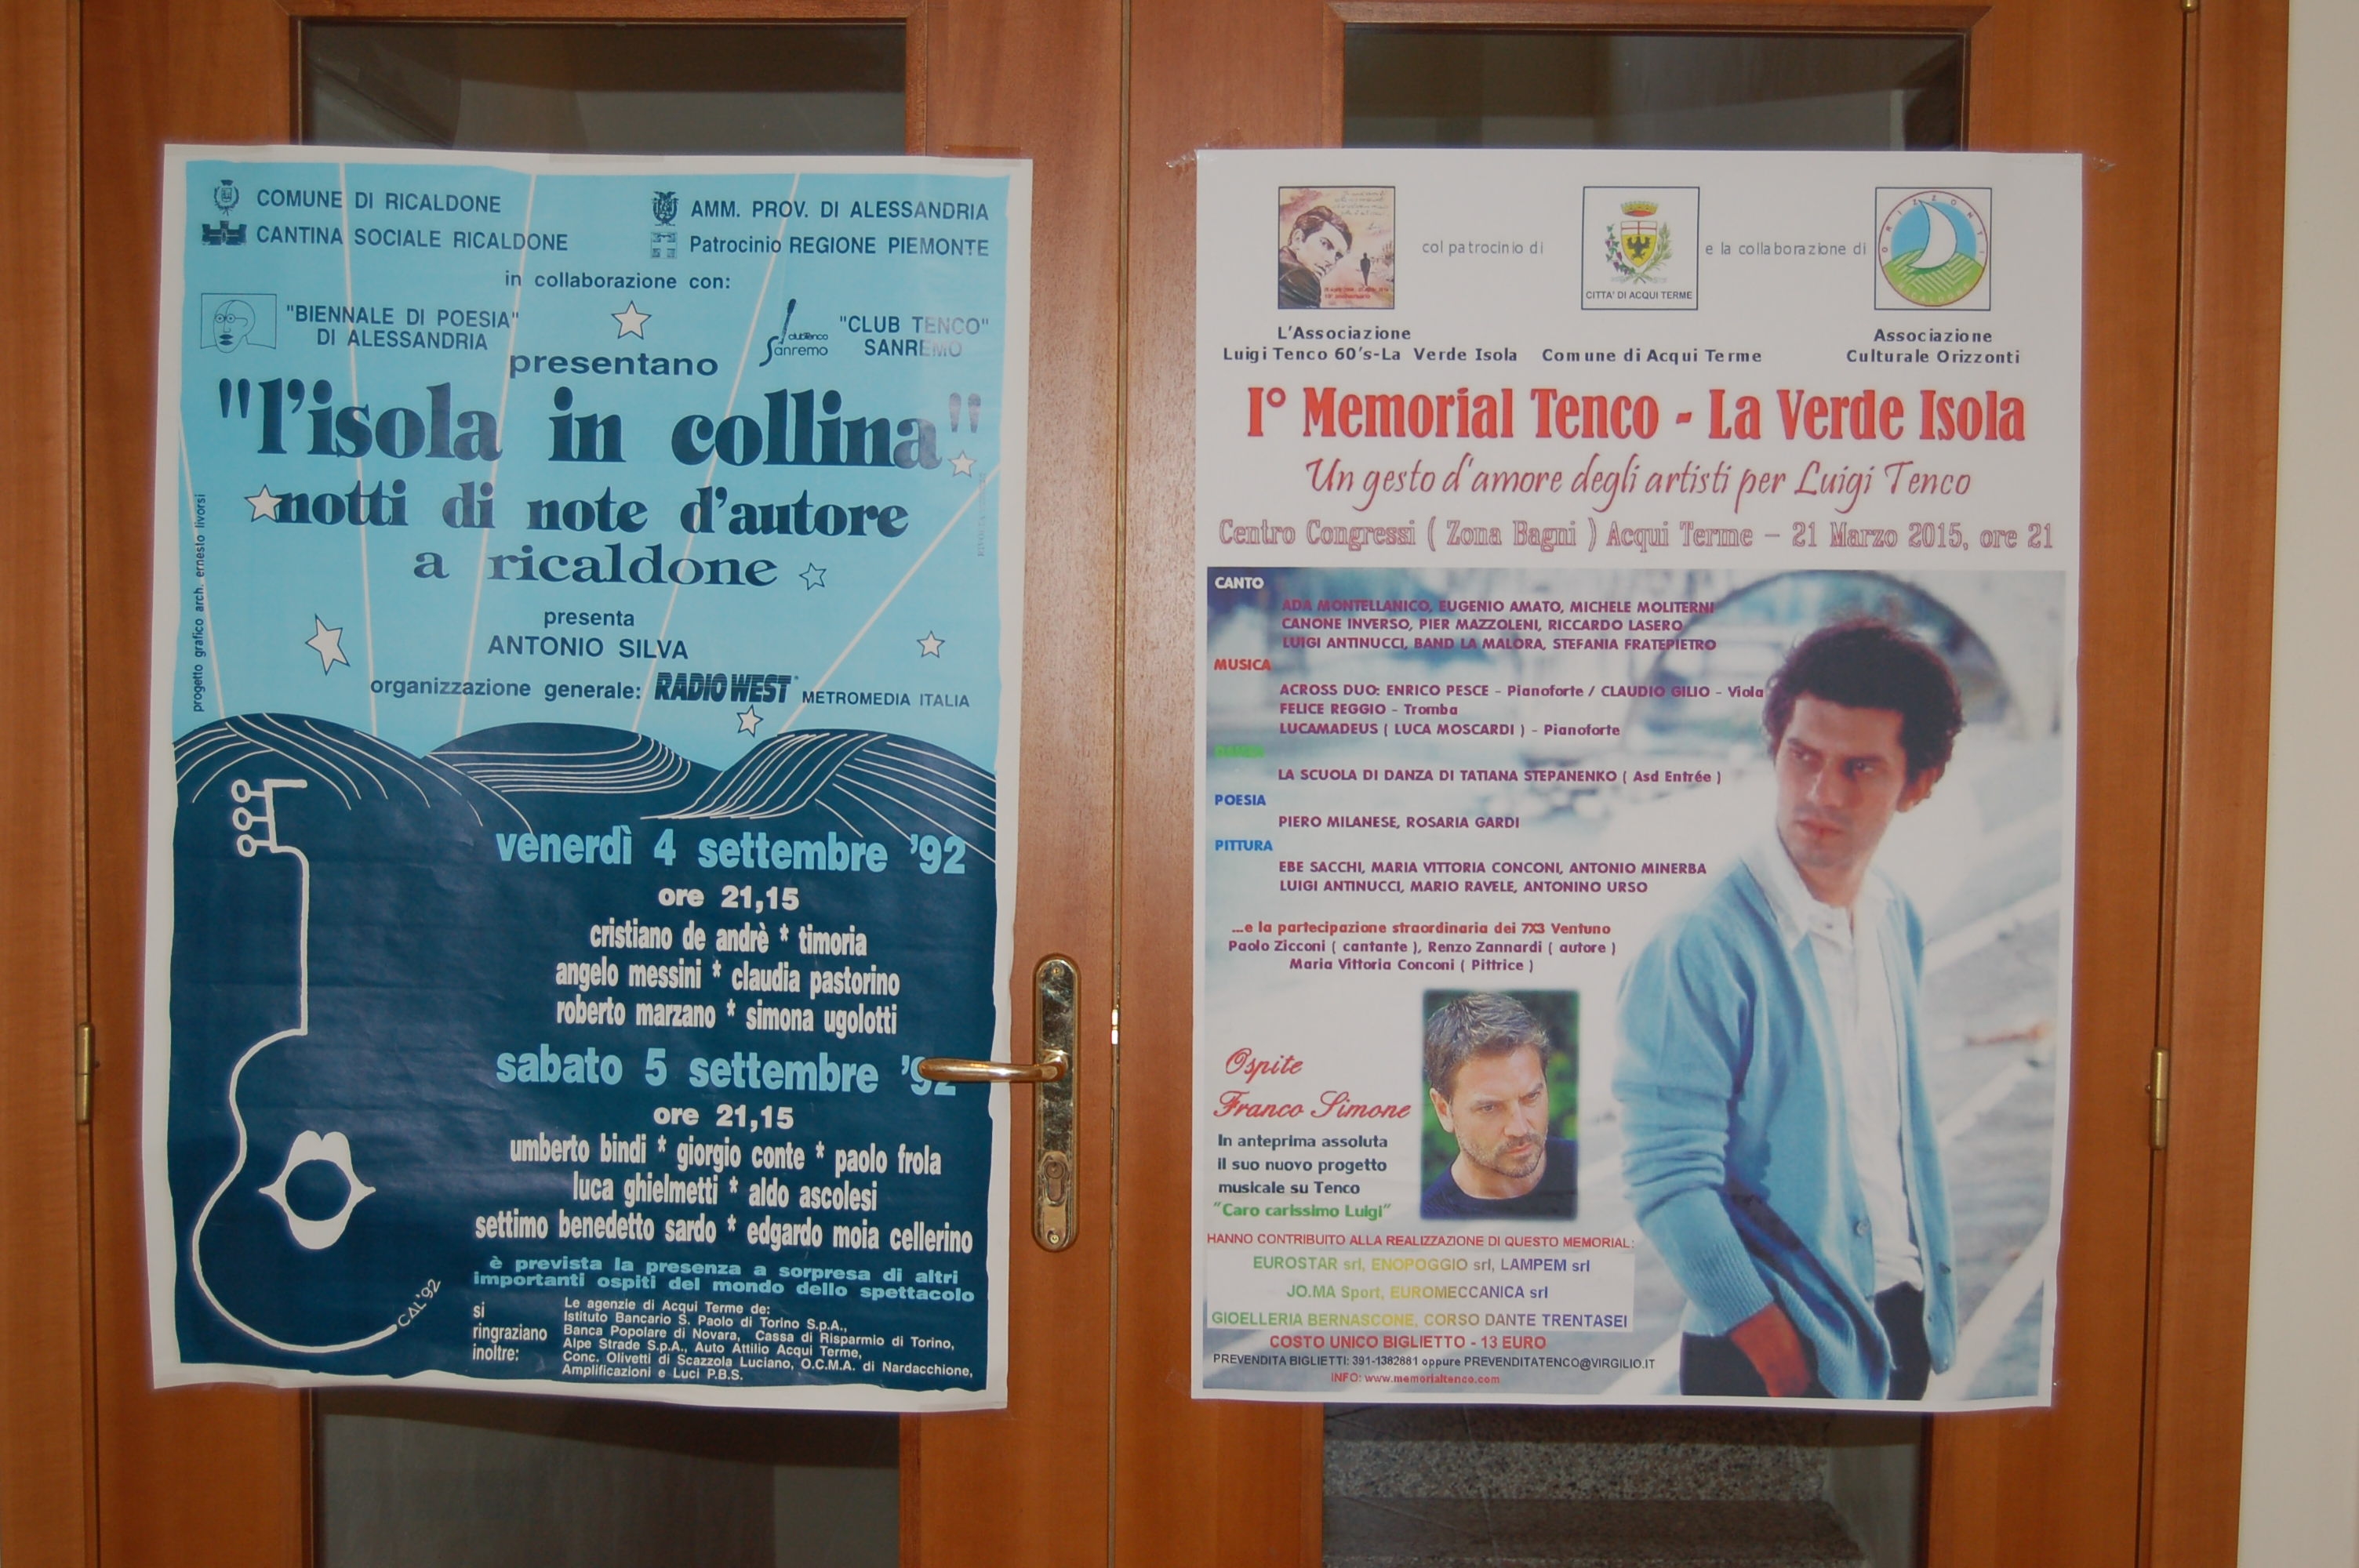 COMUNE DI RICALDONE
CANTINA SOCIALE RICALDONE
AMM. PROV. DI ALESSANDRIA
Patrocinio REGIONE PIEMONTE
in collaborazione con:
"BIENNALE DI POESIA"
DI ALESSANDRIA
clubTenco
Sanremo
"CLUB TENCO"
SANREMO
presentano
"l'isola in collina"
notti di note d'autore
a ricaldone
presenta
ANTONIO SILVA
organizzazione generale: RADIO WEST METROMEDIA ITALIA
progetto grafico arch. ernesto livorsi
venerdì 4 settembre '92
ore 21,15
cristiano de andrè * timoria
angelo messini * claudia pastorino
roberto marzano * simona ugolotti
sabato 5 settembre '92
ore 21,15
umberto bindi * giorgio conte * paolo frola
luca ghielmetti * aldo ascolesi
settimo benedetto sardo * edgardo moia cellerino
è prevista la presenza a sorpresa di altri
importanti ospiti del mondo dello spettacolo
CAL'92
si
ringraziano
inoltre:
Le agenzie di Acqui Terme de:
Istituto Bancario S. Paolo di Torino S.p.A.,
Banca Popolare di Novara, Cassa di Risparmio di Torino,
Alpe Strade S.p.A., Auto Attilio Acqui Terme,
Conc. Olivetti di Scazzola Luciano, O.C.M.A. di Nardacchione,
Amplificazioni e Luci P.B.S.
col patrocinio di
CITTA' DI ACQUI TERME
e la collaborazione di
ORIZZONTI
RICALDONE
L'Associazione
Luigi Tenco 60's-La Verde Isola
Comune di Acqui Terme
Associazione
Culturale Orizzonti
I° Memorial Tenco - La Verde Isola
Un gesto d'amore degli artisti per Luigi Tenco
Centro Congressi ( Zona Bagni ) Acqui Terme – 21 Marzo 2015, ore 21
CANTO
ADA MONTELLANICO, EUGENIO AMATO, MICHELE MOLITERNI
CANONE INVERSO, PIER MAZZOLENI, RICCARDO LASERO
LUIGI ANTINUCCI, BAND LA MALORA, STEFANIA FRATEPIETRO
MUSICA
ACROSS DUO: ENRICO PESCE – Pianoforte / CLAUDIO GILIO – Viola
FELICE REGGIO – Tromba
LUCAMADEUS ( LUCA MOSCARDI ) – Pianoforte
LA SCUOLA DI DANZA DI TATIANA STEPANENKO ( Asd Entrée )
POESIA
PIERO MILANESE, ROSARIA GARDI
PITTURA
EBE SACCHI, MARIA VITTORIA CONCONI, ANTONIO MINERBA
LUIGI ANTINUCCI, MARIO RAVELE, ANTONINO URSO
...e la partecipazione straordinaria dei 7X3 Ventuno
Paolo Zicconi ( cantante ), Renzo Zannardi ( autore )
Maria Vittoria Conconi ( Pittrice )
Ospite
Franco Simone
In anteprima assoluta
il suo nuovo progetto
musicale su Tenco
"Caro carissimo Luigi"
HANNO CONTRIBUITO ALLA REALIZZAZIONE DI QUESTO MEMORIAL:
EUROSTAR srl, ENOPOGGIO srl, LAMPEM srl
JO.MA Sport, EUROMECCANICA srl
GIOELLERIA BERNASCONE, CORSO DANTE TRENTASEI
COSTO UNICO BIGLIETTO - 13 EURO
PREVENDITA BIGLIETTI: 391-1382881 oppure PREVENDITATENCO@VIRGILIO.IT
INFO: www.memorialtenco.com